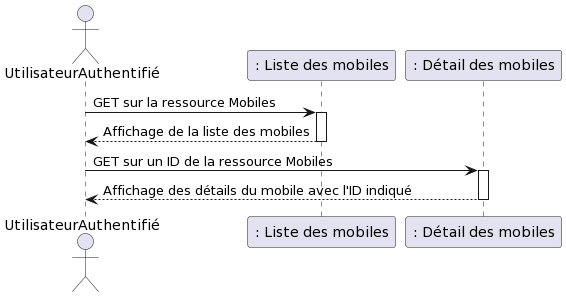 UtilisateurAuthentifié
: Liste des mobiles
: Détail des mobiles
GET sur la ressource Mobiles
Affichage de la liste des mobiles
GET sur un ID de la ressource Mobiles
Affichage des détails du mobile avec l'ID indiqué
UtilisateurAuthentifié
: Liste des mobiles
: Détail des mobiles